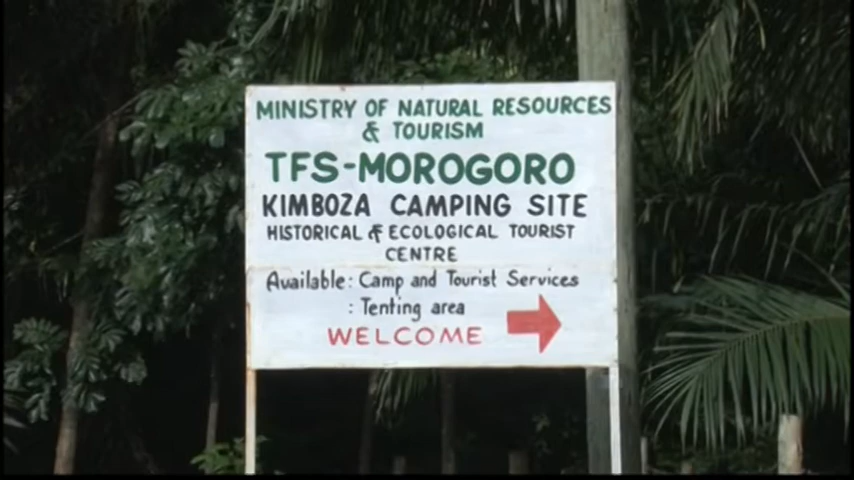 MINISTRY OF NATURAL RESOURCES
& TOURISM
TFS-MOROGORO
KIMBOZA CAMPING SITE
HISTORICAL & ECOLOGICAL TOURIST
CENTRE
Available: Camp and Tourist Services
: Tenting area
WELCOME